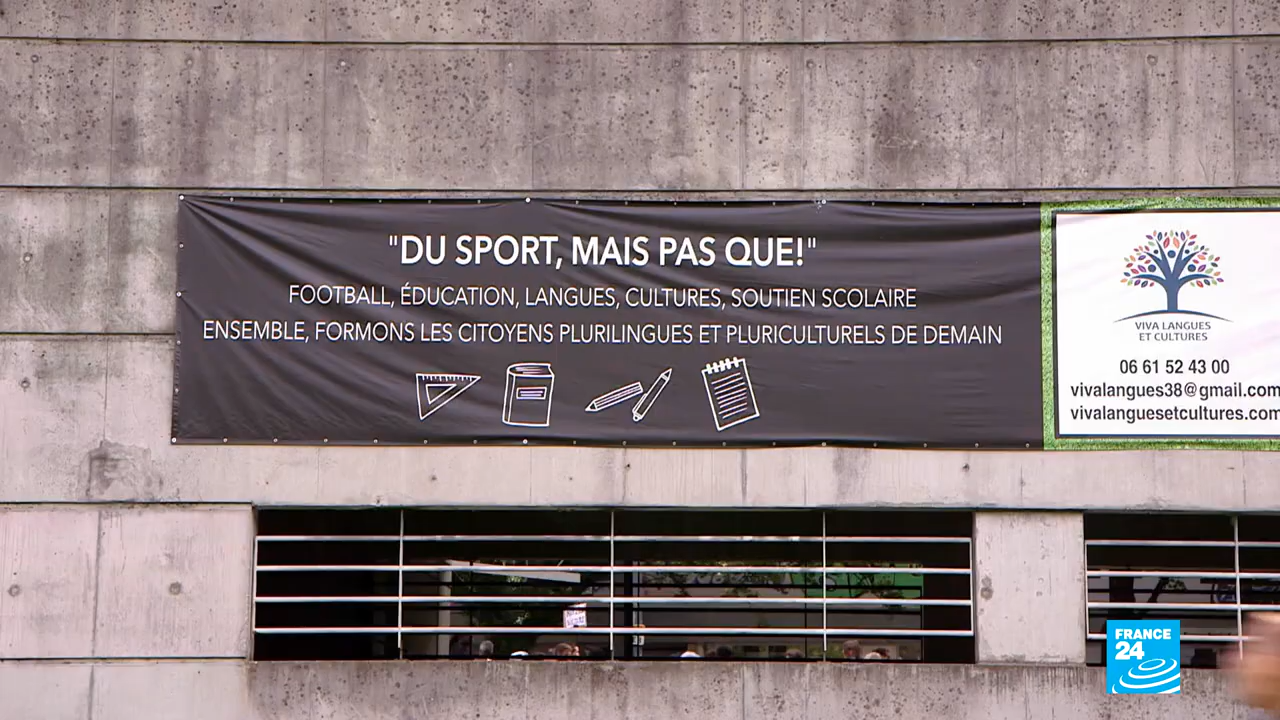 "DU SPORT, MAIS PAS QUE!"
FOOTBALL, ÉDUCATION, LANGUES, CULTURES, SOUTIEN SCOLAIRE
ENSEMBLE, FORMONS LES CITOYENS PLURILINGUES ET PLURICULTURELS DE DEMAIN
VIVA LANGUES
ET CULTURES
06 61 52 43 00
vivalangues38@gmail.com
vivalanguesetcultures.com
FRANCE
24